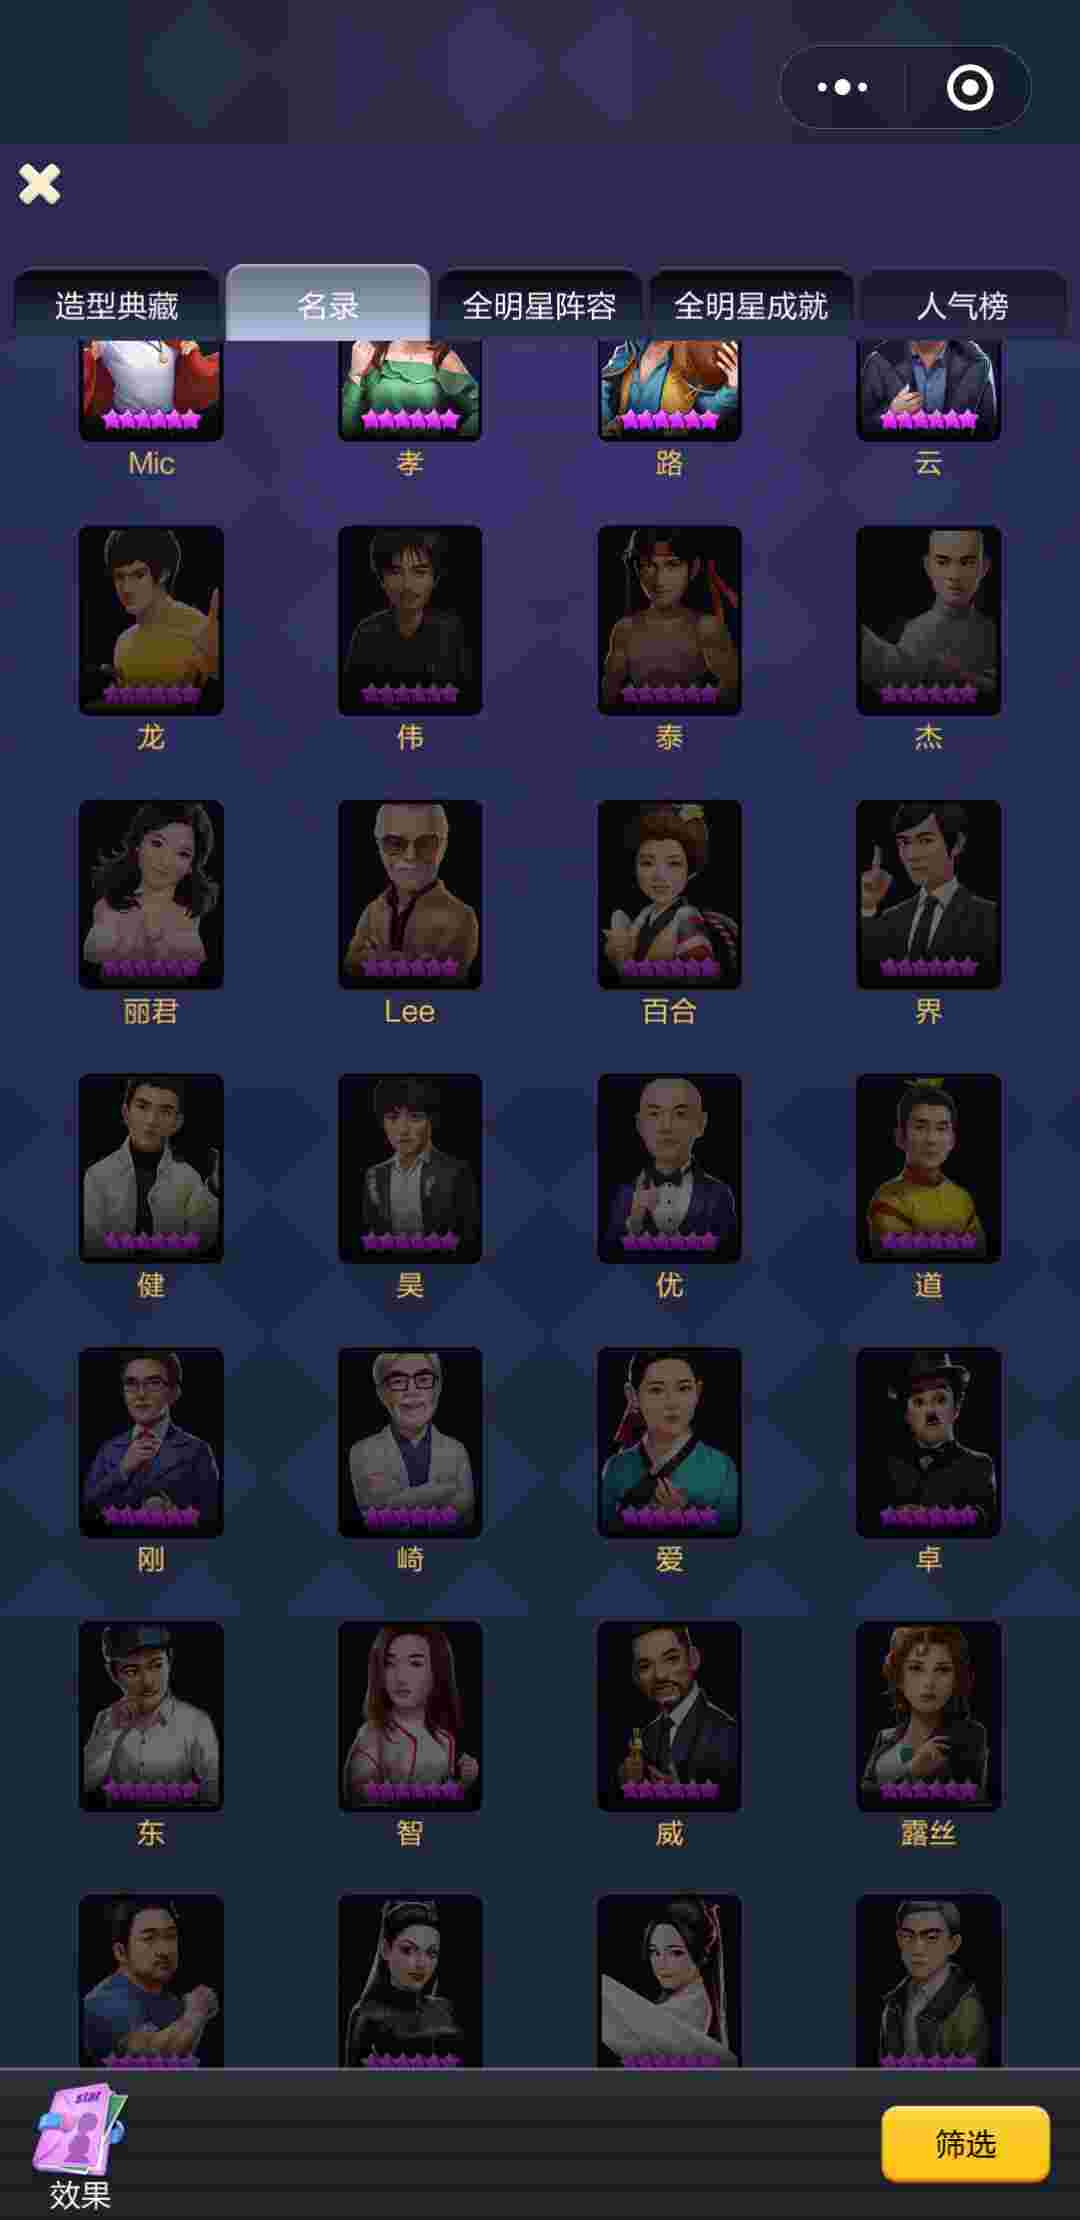 造型典藏 名录 全明星阵容 全明星成就 人气榜
Mic 孝 路 云
龙 伟 泰 杰
丽君 Lee 百合 界
健 昊 优 道
刚 崎 爱 卓
东 智 威 露丝
star
效果 筛选